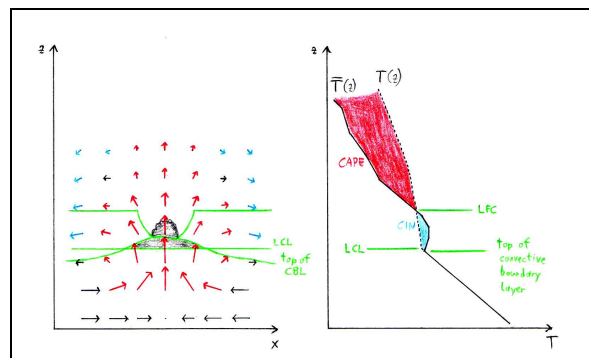 z
LCL
top of
CBL
x
z
T̅(z)
T(z)
CAPE
LFC
CIN
LCL
top of
convective
boundary
layer
T